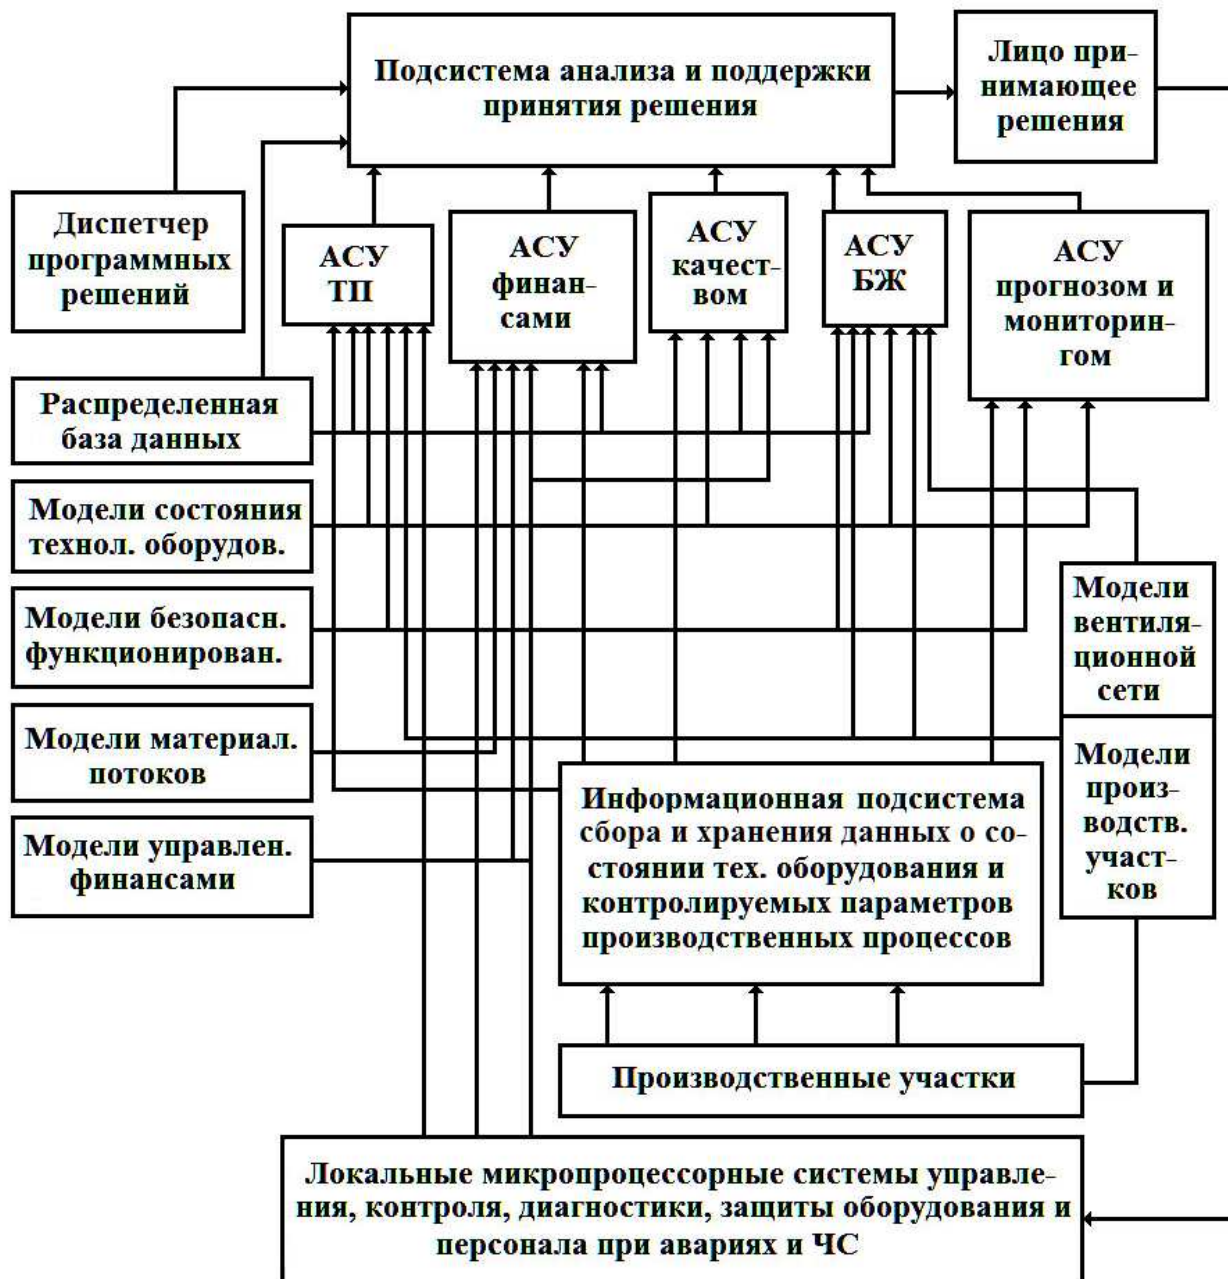 Подсистема анализа и поддержки
принятия решения
Лицо при-
нимающее
решения
Диспетчер
программных
решений
АСУ
ТП
АСУ
финан-
сами
АСУ
качест-
вом
АСУ
БЖ
АСУ
прогнозом и
мониторин-
гом
Распределенная
база данных
Модели состояния
технол. оборудов.
Модели безопасн.
функционирован.
Модели материал.
потоков
Модели управлен.
финансами
Модели
вентиля-
ционной
сети
Модели
произ-
водств.
участ-
ков
Информационная подсистема
сбора и хранения данных о со-
стоянии тех. оборудования и
контролируемых параметров
производственных процессов
Производственные участки
Локальные микропроцессорные системы управле-
ния, контроля, диагностики, защиты оборудования и
персонала при авариях и ЧС